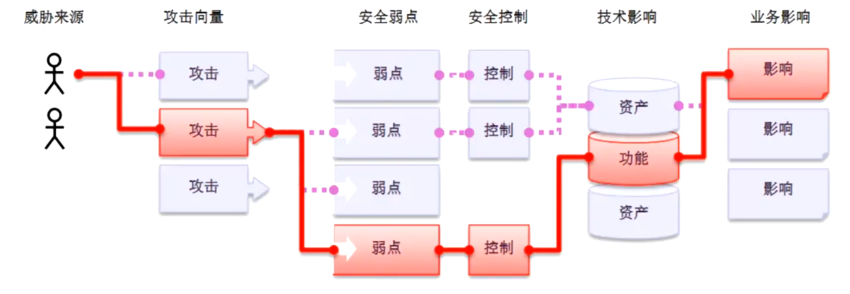 威胁来源 攻击向量 安全弱点 安全控制 技术影响 业务影响
攻击 弱点 控制 影响
资产
攻击 弱点 控制 影响
功能
攻击 弱点 影响
资产
弱点 控制